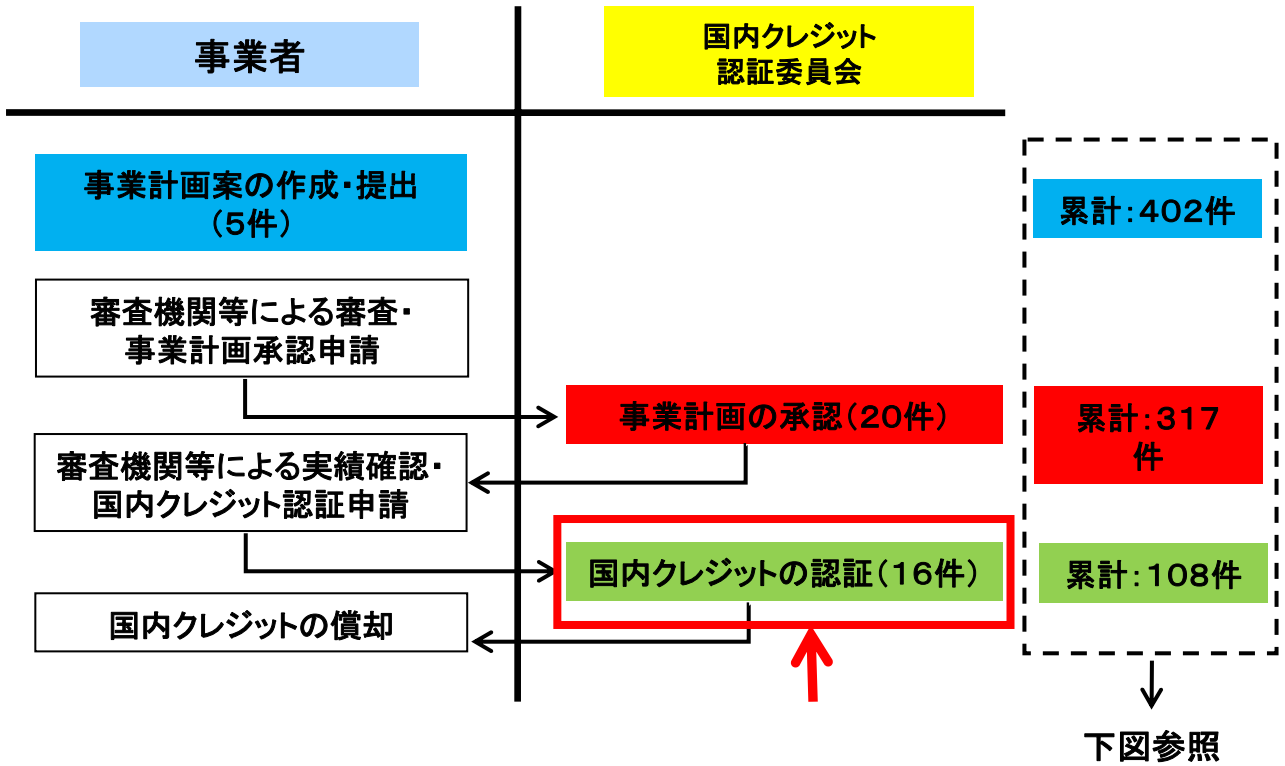 事業者
国内クレジット
認証委員会
事業計画案の作成・提出
（５件）
累計：４０２件
審査機関等による審査・
事業計画承認申請
事業計画の承認（２０件）
累計：３１７
件
審査機関等による実績確認・
国内クレジット認証申請
国内クレジットの認証（１６件）
累計：１０８件
国内クレジットの償却
下図参照